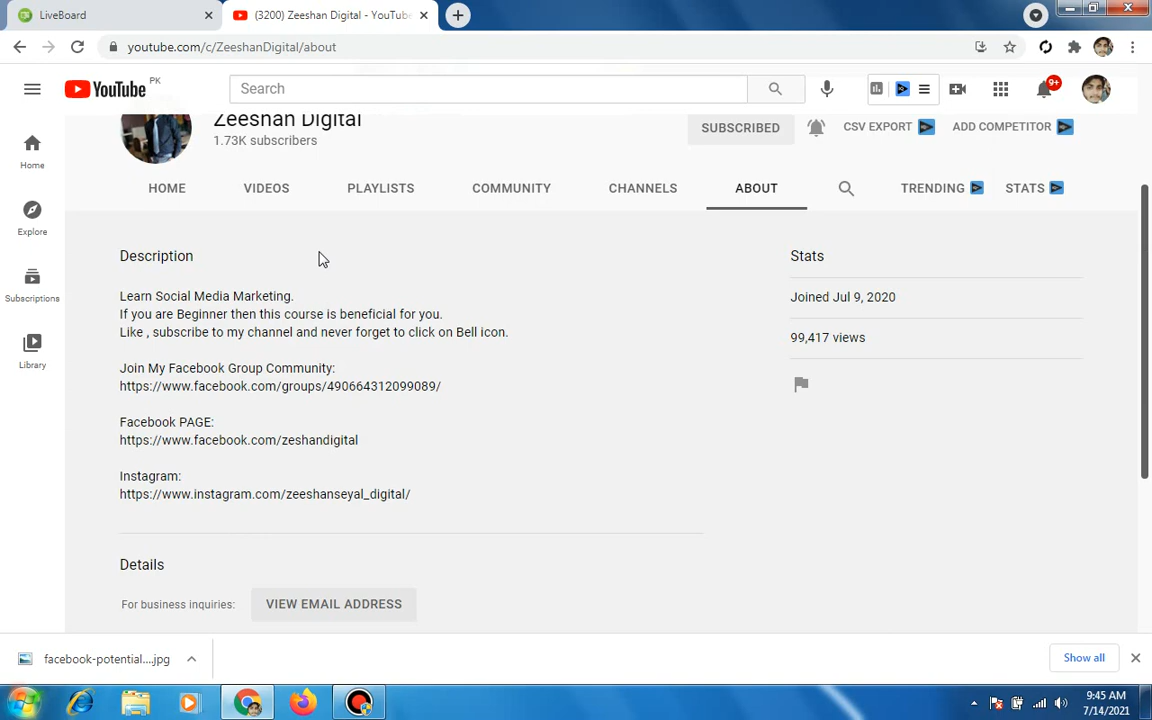 LiveBoard
(3200) Zeeshan Digital - YouTube
youtube.com/c/ZeeshanDigital/about
YouTube PK
Search
9+
Zeeshan Digital
1.73K subscribers
SUBSCRIBED
CSV EXPORT
ADD COMPETITOR
HOME
VIDEOS
PLAYLISTS
COMMUNITY
CHANNELS
ABOUT
TRENDING
STATS
Home
Explore
Subscriptions
Library
Description
Learn Social Media Marketing.
If you are Beginner then this course is beneficial for you.
Like , subscribe to my channel and never forget to click on Bell icon.
Join My Facebook Group Community:
https://www.facebook.com/groups/490664312099089/
Facebook PAGE:
https://www.facebook.com/zeshandigital
Instagram:
https://www.instagram.com/zeeshanseyal_digital/
Details
For business inquiries:
VIEW EMAIL ADDRESS
Stats
Joined Jul 9, 2020
99,417 views
facebook-potential....jpg
Show all
9:45 AM
7/14/2021